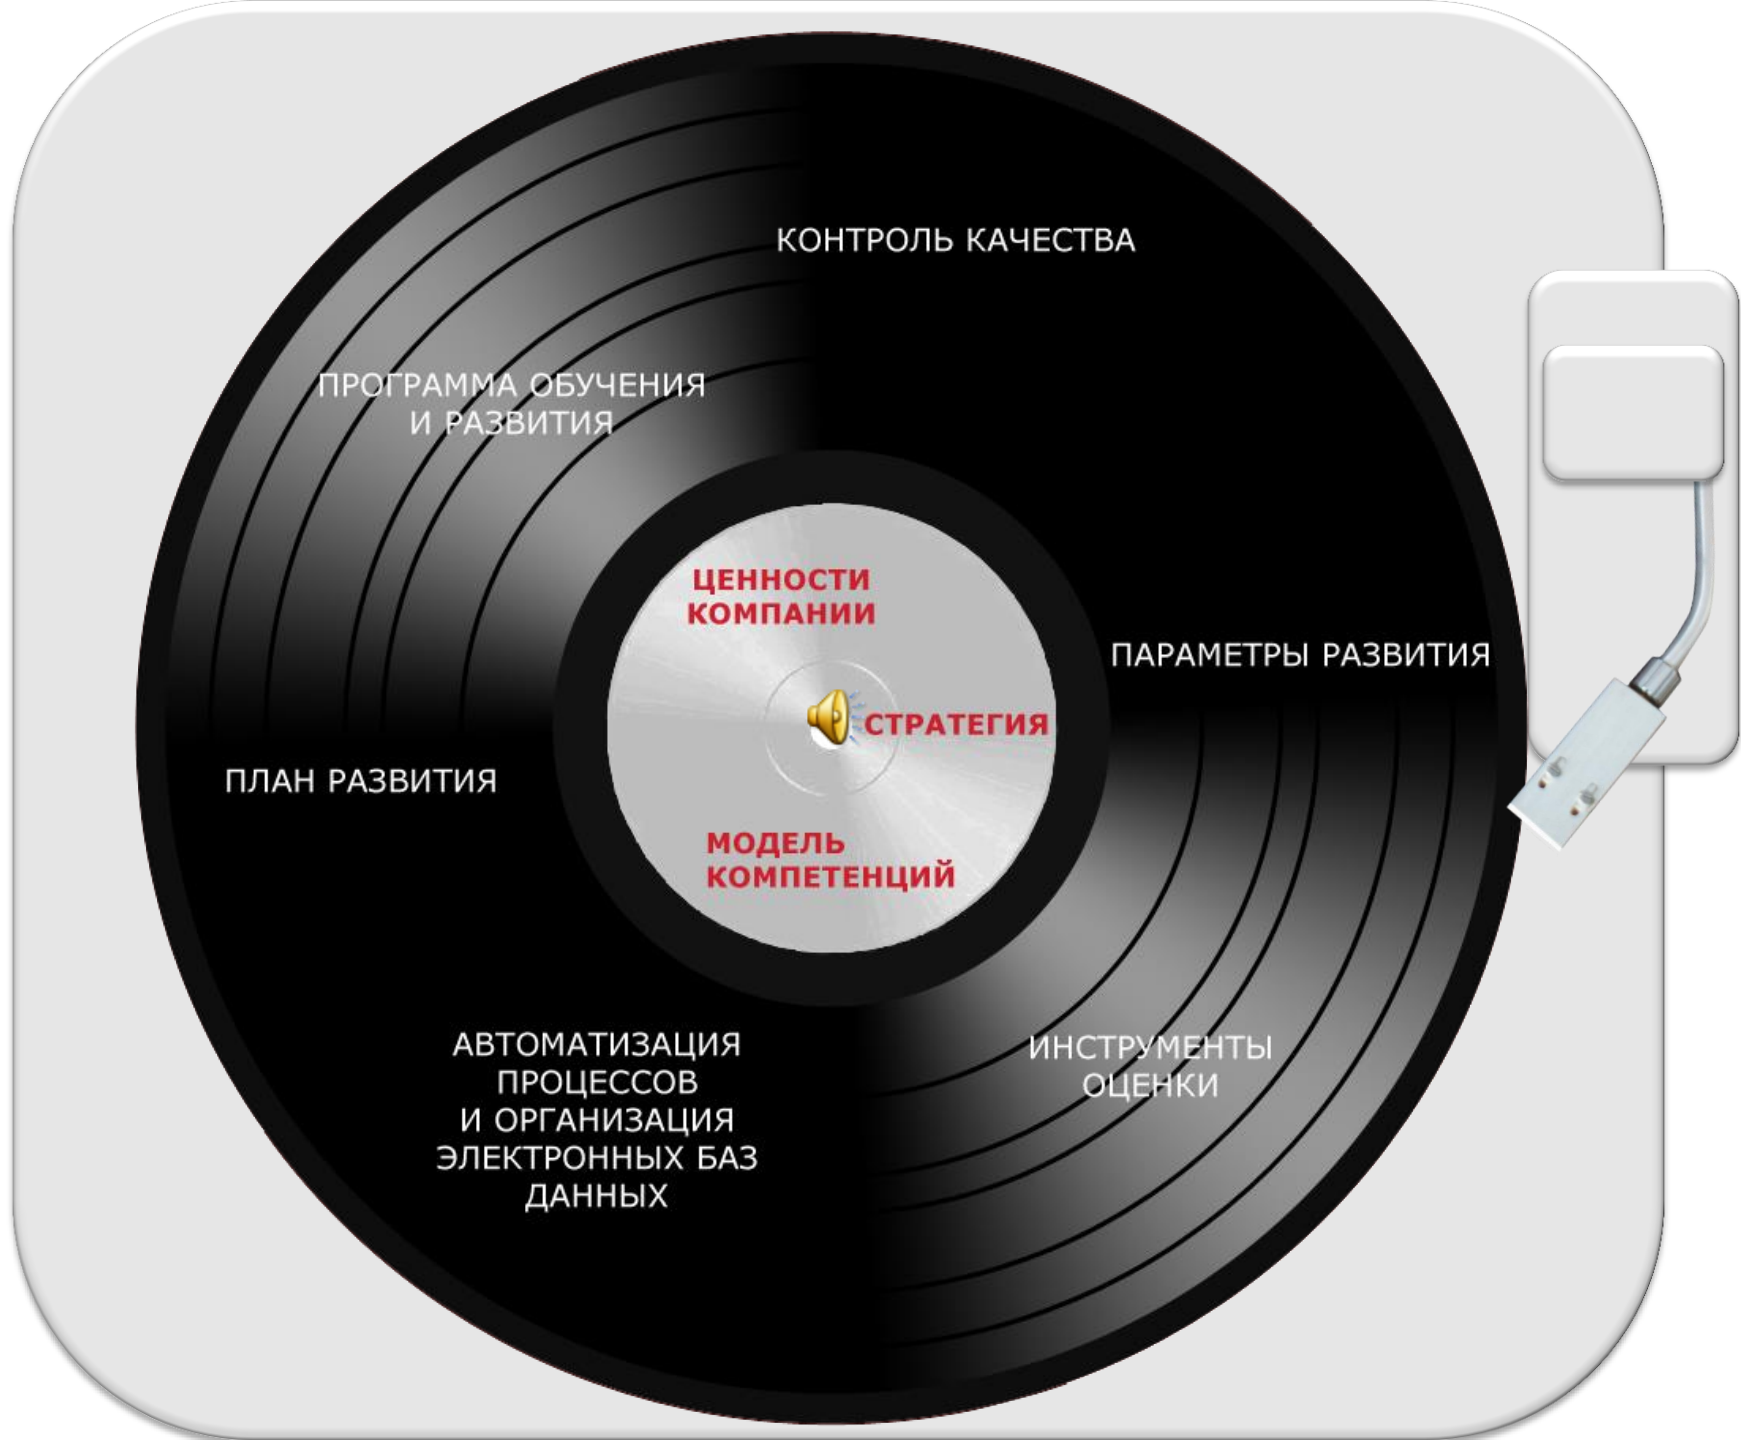 КОНТРОЛЬ КАЧЕСТВА
ПРОГРАММА ОБУЧЕНИЯ
И РАЗВИТИЯ
ЦЕННОСТИ
КОМПАНИИ
ПАРАМЕТРЫ РАЗВИТИЯ
СТРАТЕГИЯ
ПЛАН РАЗВИТИЯ
МОДЕЛЬ
КОМПЕТЕНЦИЙ
АВТОМАТИЗАЦИЯ
ПРОЦЕССОВ
И ОРГАНИЗАЦИЯ
ЭЛЕКТРОННЫХ БАЗ
ДАННЫХ
ИНСТРУМЕНТЫ
ОЦЕНКИ